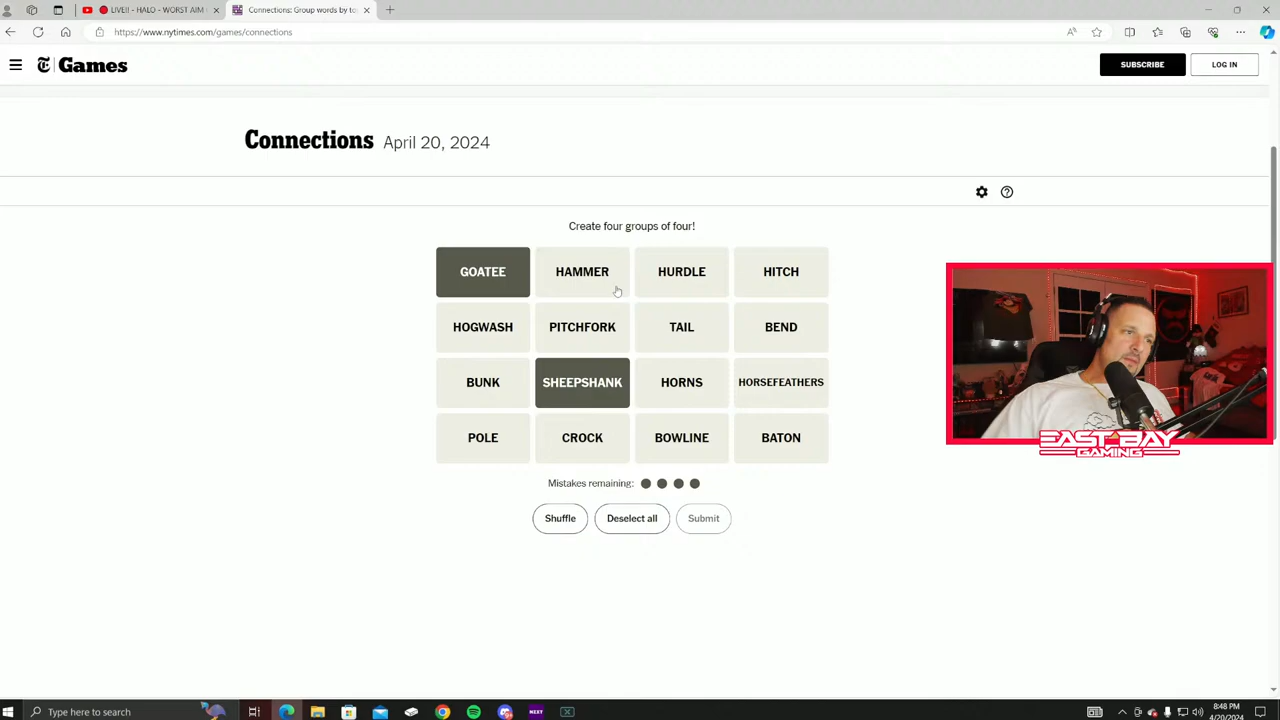 LIVE!! - HALO - WORST AIM
Connections: Group words by to
https://www.nytimes.com/games/connections
Games
SUBSCRIBE
LOG IN
Connections April 20, 2024
Create four groups of four!
GOATEE HAMMER HURDLE HITCH
HOGWASH PITCHFORK TAIL BEND
BUNK SHEEPSHANK HORNS HORSEFEATHERS
POLE CROCK BOWLINE BATON
EAST BAY
GAMING
Mistakes remaining:
Shuffle Deselect all Submit
Type here to search
NEXT
8:48 PM
4/20/2024